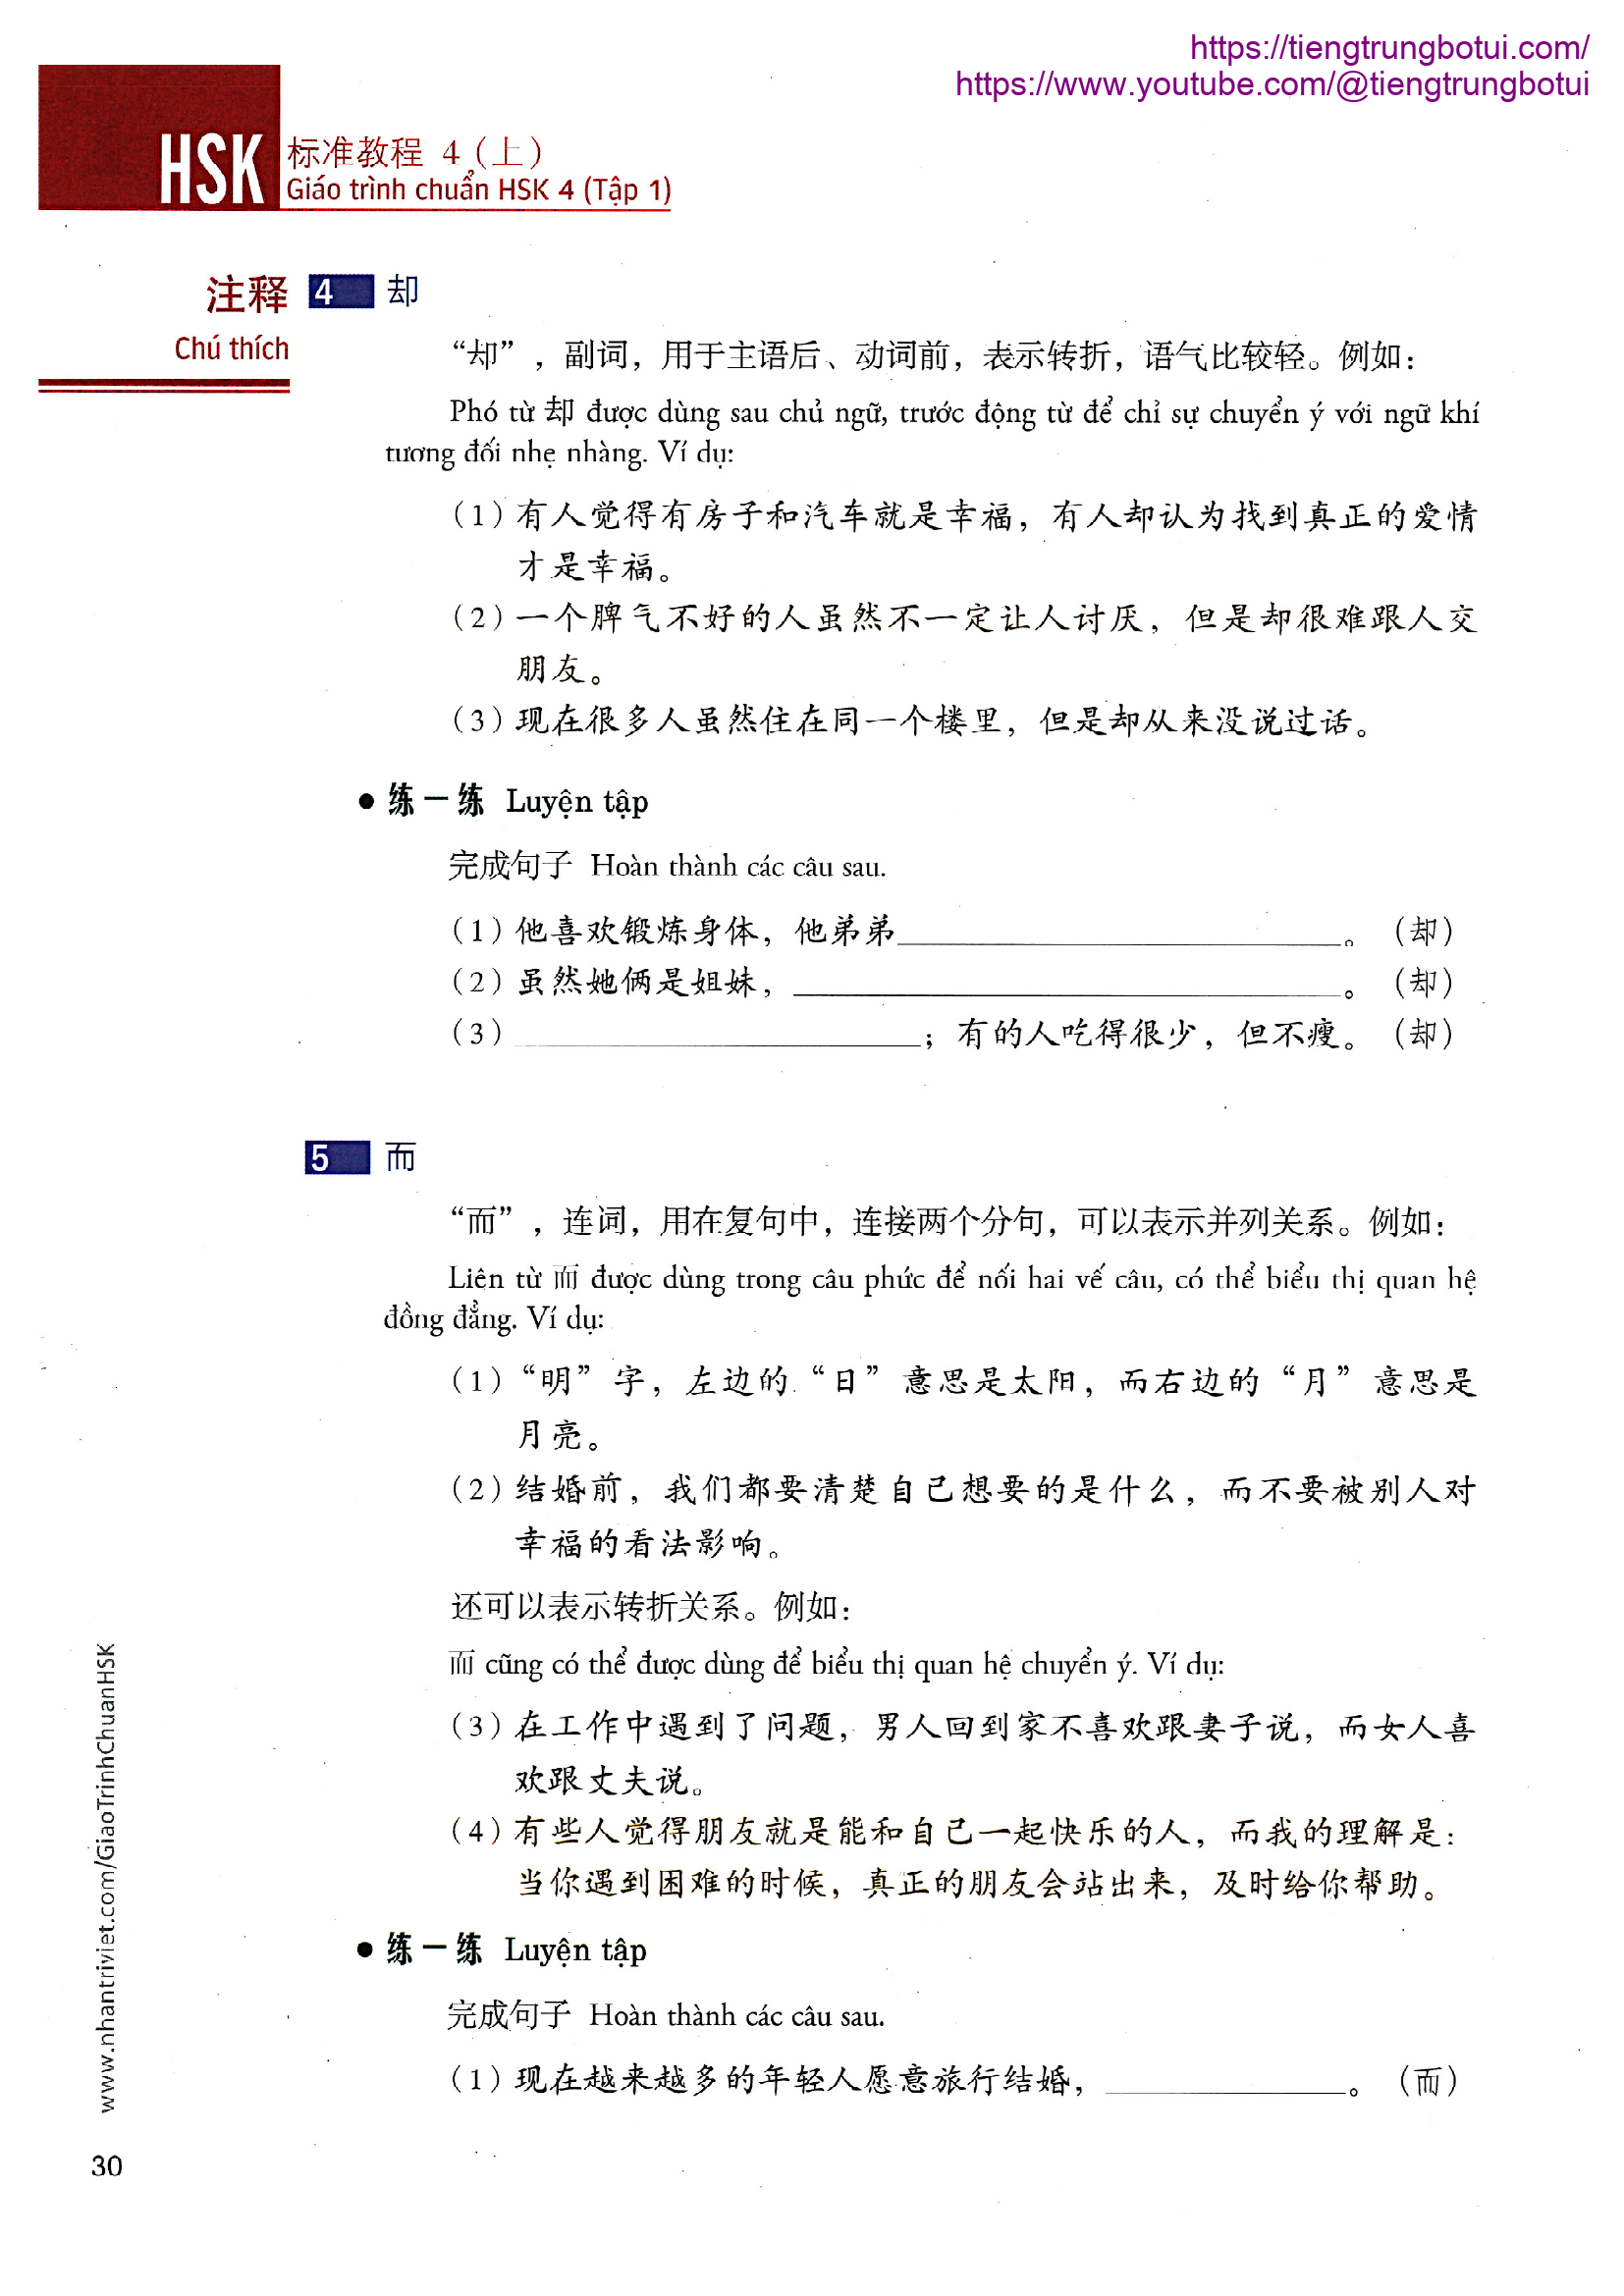 https://tiengtrungbotui.com/
https://www.youtube.com/@tiengtrungbotui
HSK 标准教程 4（上）
Giáo trình chuẩn HSK 4 (Tập 1)
注释 4 却
Chú thích
“却”，副词，用于主语后、动词前，表示转折，语气比较轻。例如：
Phó từ 却 được dùng sau chủ ngữ, trước động từ để chỉ sự chuyển ý với ngữ khí
tương đối nhẹ nhàng. Ví dụ:
（1）有人觉得有房子和汽车就是幸福，有人却认为找到真正的爱情
才是幸福。
（2）一个脾气不好的人虽然不一定让人讨厌，但是却很难跟人交
朋友。
（3）现在很多人虽然住在同一个楼里，但是却从来没说过话。
● 练一练 Luyện tập
完成句子 Hoàn thành các câu sau.
（1）他喜欢锻炼身体，他弟弟____________________。（却）
（2）虽然她俩是姐妹，____________________。（却）
（3）____________________；有的人吃得很少，但不瘦。（却）
5 而
“而”，连词，用在复句中，连接两个分句，可以表示并列关系。例如：
Liên từ 而 được dùng trong câu phức để nối hai vế câu, có thể biểu thị quan hệ
đồng đẳng. Ví dụ:
（1）“明”字，左边的“日”意思是太阳，而右边的“月”意思是
月亮。
（2）结婚前，我们都要清楚自己想要的是什么，而不要被别人对
幸福的看法影响。
还可以表示转折关系。例如：
而 cũng có thể được dùng để biểu thị quan hệ chuyển ý. Ví dụ:
（3）在工作中遇到了问题，男人回到家不喜欢跟妻子说，而女人喜
欢跟丈夫说。
（4）有些人觉得朋友就是能和自己一起快乐的人，而我的理解是：
当你遇到困难的时候，真正的朋友会站出来，及时给你帮助。
● 练一练 Luyện tập
完成句子 Hoàn thành các câu sau.
（1）现在越来越多的年轻人愿意旅行结婚，____________。（而）
www.nhantriviet.com/GiaoTrinhChuanHSK
30